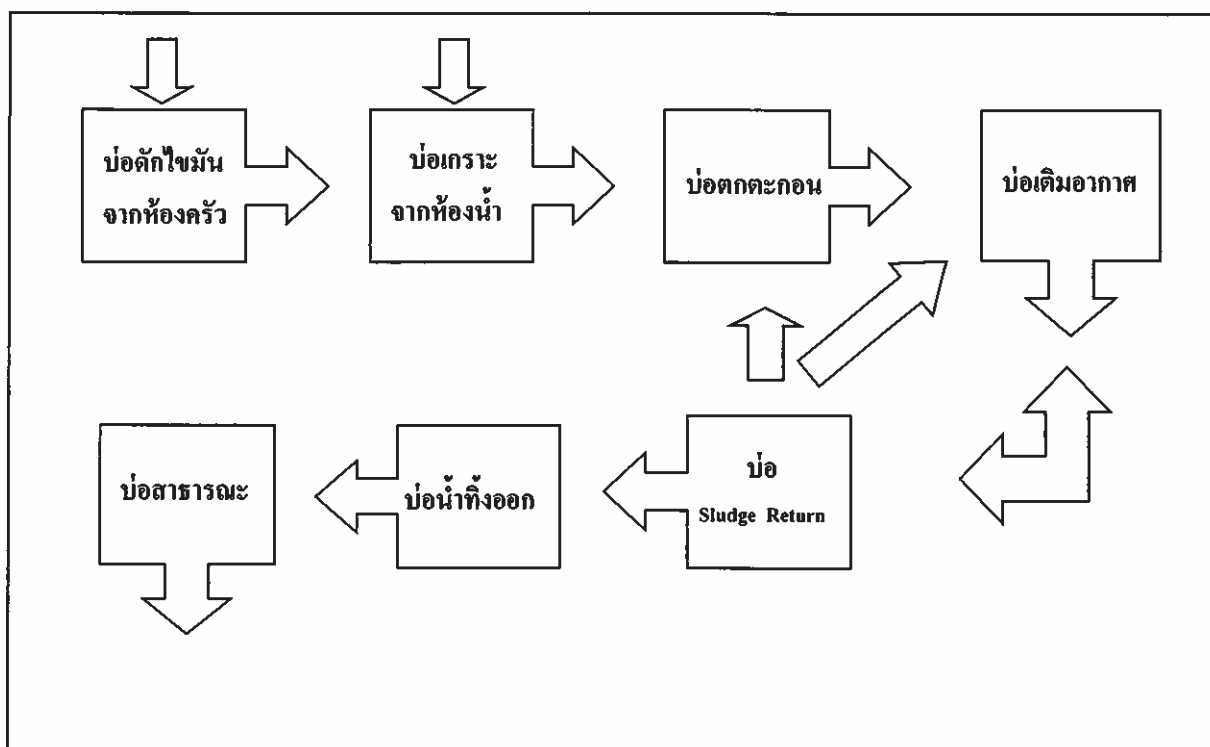 บ่อดักไขมัน
จากห้องครัว
บ่อเกราะ
จากห้องน้ำ
บ่อตกตะกอน
บ่อเติมอากาศ
บ่อสาธารณะ
บ่อน้ำทิ้งออก
บ่อ
Sludge Return